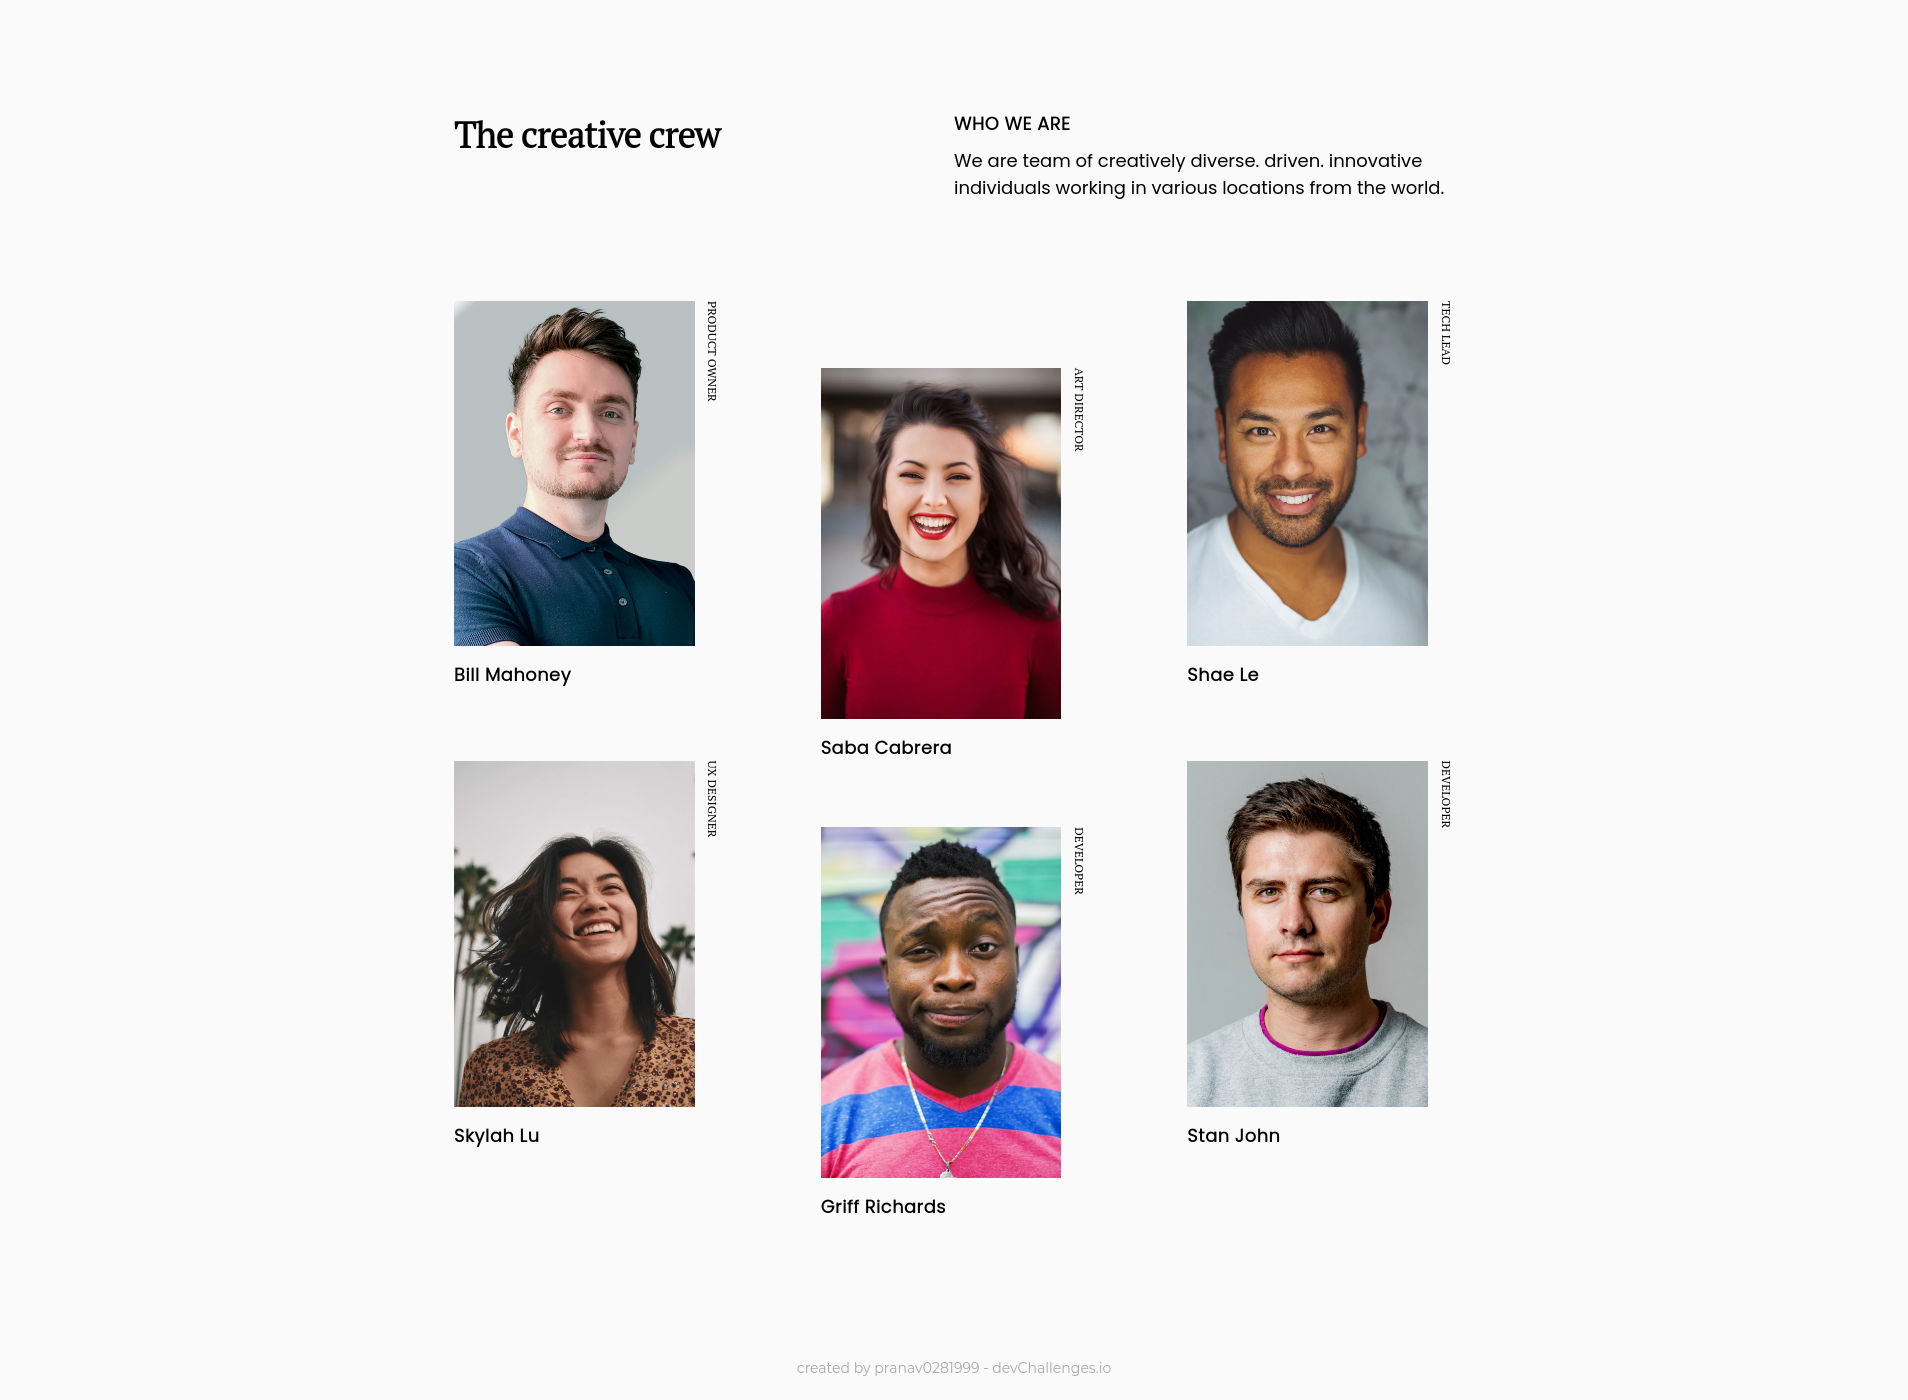 The creative crew
WHO WE ARE
We are team of creatively diverse. driven. innovative
individuals working in various locations from the world.
PRODUCT OWNER
Bill Mahoney
ART DIRECTOR
Saba Cabrera
TECH LEAD
Shae Le
UX DESIGNER
Skylah Lu
DEVELOPER
Griff Richards
DEVELOPER
Stan John
created by pranav0281999 - devChallenges.io